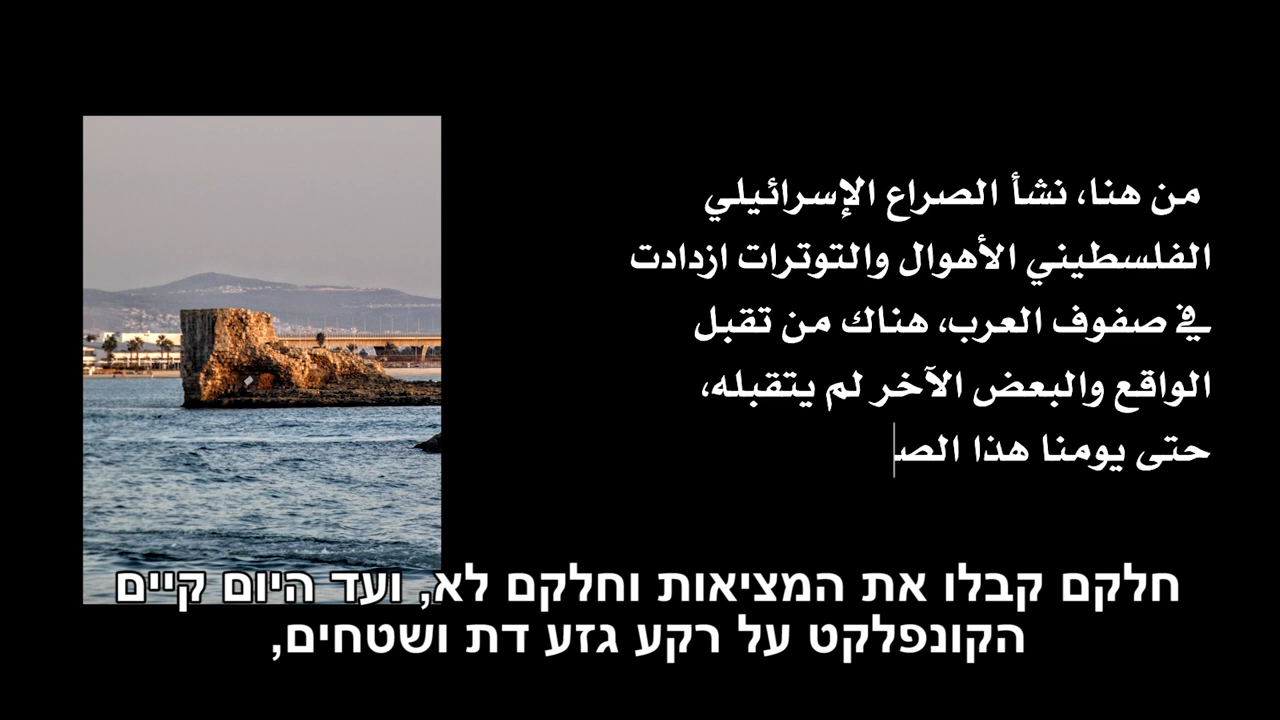 من هنا، نشأ الصراع الإسرائيلي
الفلسطيني الأهوال والتوترات ازدادت
في صفوف العرب، هناك من تقبل
الواقع والبعض الآخر لم يتقبله،
حتى يومنا هذا الصـ
חלקם קבלו את המציאות וחלקם לא, ועד היום קיים
הקונפלקט על רקע גזע דת ושטחים,